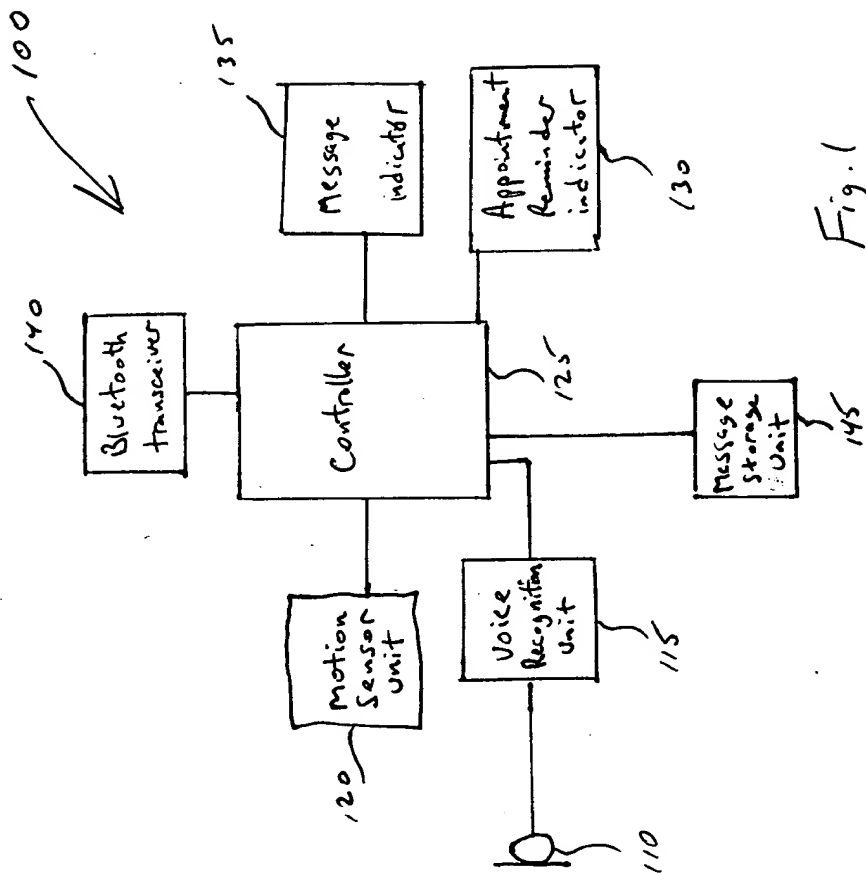 100
140
Bluetooth
transceiver
135
Message
indicator
Motion
Sensor
Unit
120
Controller
125
Appointment
Reminder
indicator
130
Voice
Recognition
Unit
115
110
Message
Storage
Unit
145
Fig. 1